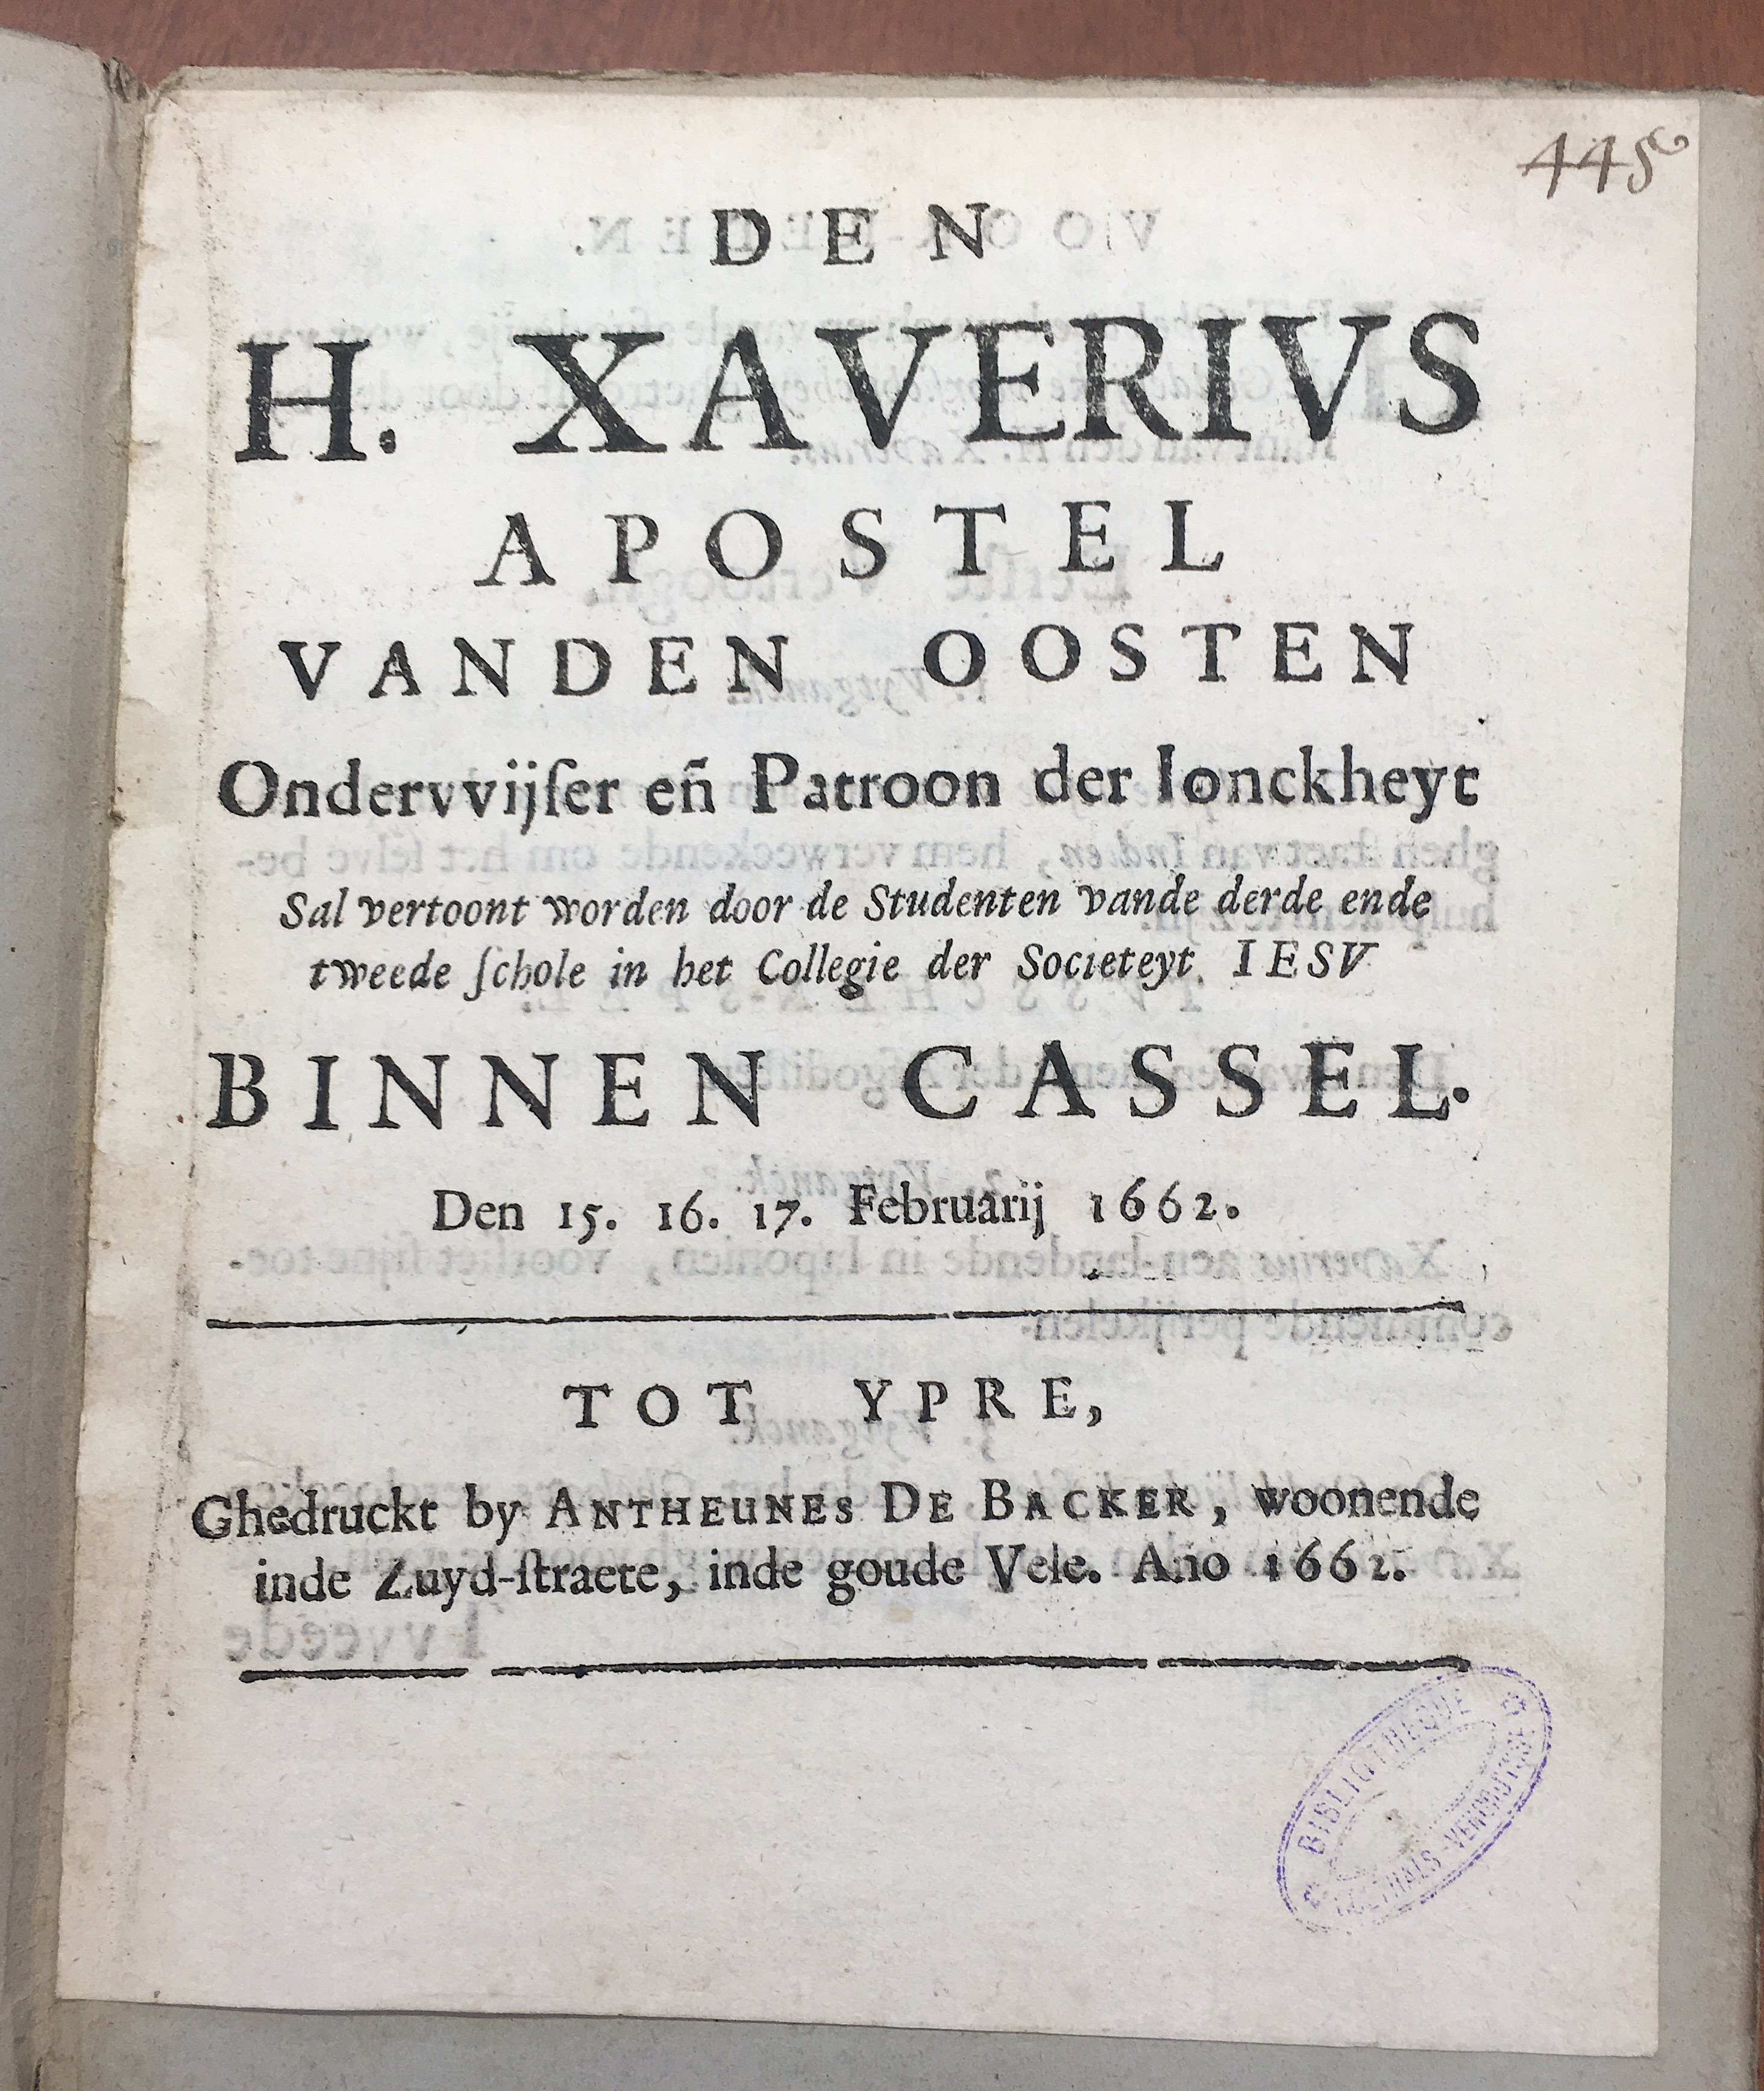 445
DEN
H. XAVERIVS
APOSTEL
VANDEN OOSTEN
Ondervvijſer eñ Patroon der Ionckheyt
Sal vertoont worden door de Studenten vande derde ende
tweede ſchole in het Collegie der Societeyt IESV
BINNEN CASSEL.
Den 15. 16. 17. Februarij 1662.
TOT YPRE,
Ghedruckt by ANTHEUNES DE BACKER, woonende
inde Zuyd-ſtraete, inde goude Vele. Año 1662.
BIBLIOTHEQUE
GOETHALS-VERCRUYSSE